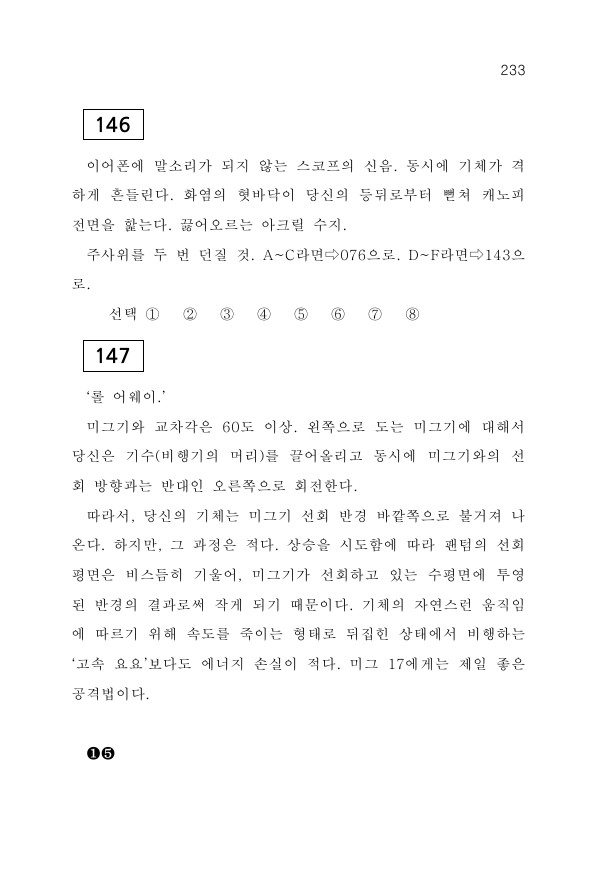 233
146
이어폰에 말소리가 되지 않는 스코프의 신음. 동시에 기체가 격
하게 흔들린다. 화염의 혓바닥이 당신의 등뒤로부터 뻗쳐 캐노피
전면을 핥는다. 끓어오르는 아크릴 수지.
주사위를 두 번 던질 것. A~C라면⇨076으로. D~F라면⇨143으
로.
선택 ① ② ③ ④ ⑤ ⑥ ⑦ ⑧
147
‘롤 어웨이.’
미그기와 교차각은 60도 이상. 왼쪽으로 도는 미그기에 대해서
당신은 기수(비행기의 머리)를 끌어올리고 동시에 미그기와의 선
회 방향과는 반대인 오른쪽으로 회전한다.
따라서, 당신의 기체는 미그기 선회 반경 바깥쪽으로 불거져 나
온다. 하지만, 그 과정은 적다. 상승을 시도함에 따라 팬텀의 선회
평면은 비스듬히 기울어, 미그기가 선회하고 있는 수평면에 투영
된 반경의 결과로써 작게 되기 때문이다. 기체의 자연스런 움직임
에 따르기 위해 속도를 죽이는 형태로 뒤집힌 상태에서 비행하는
‘고속 요요’보다도 에너지 손실이 적다. 미그 17에게는 제일 좋은
공격법이다.
❶❺